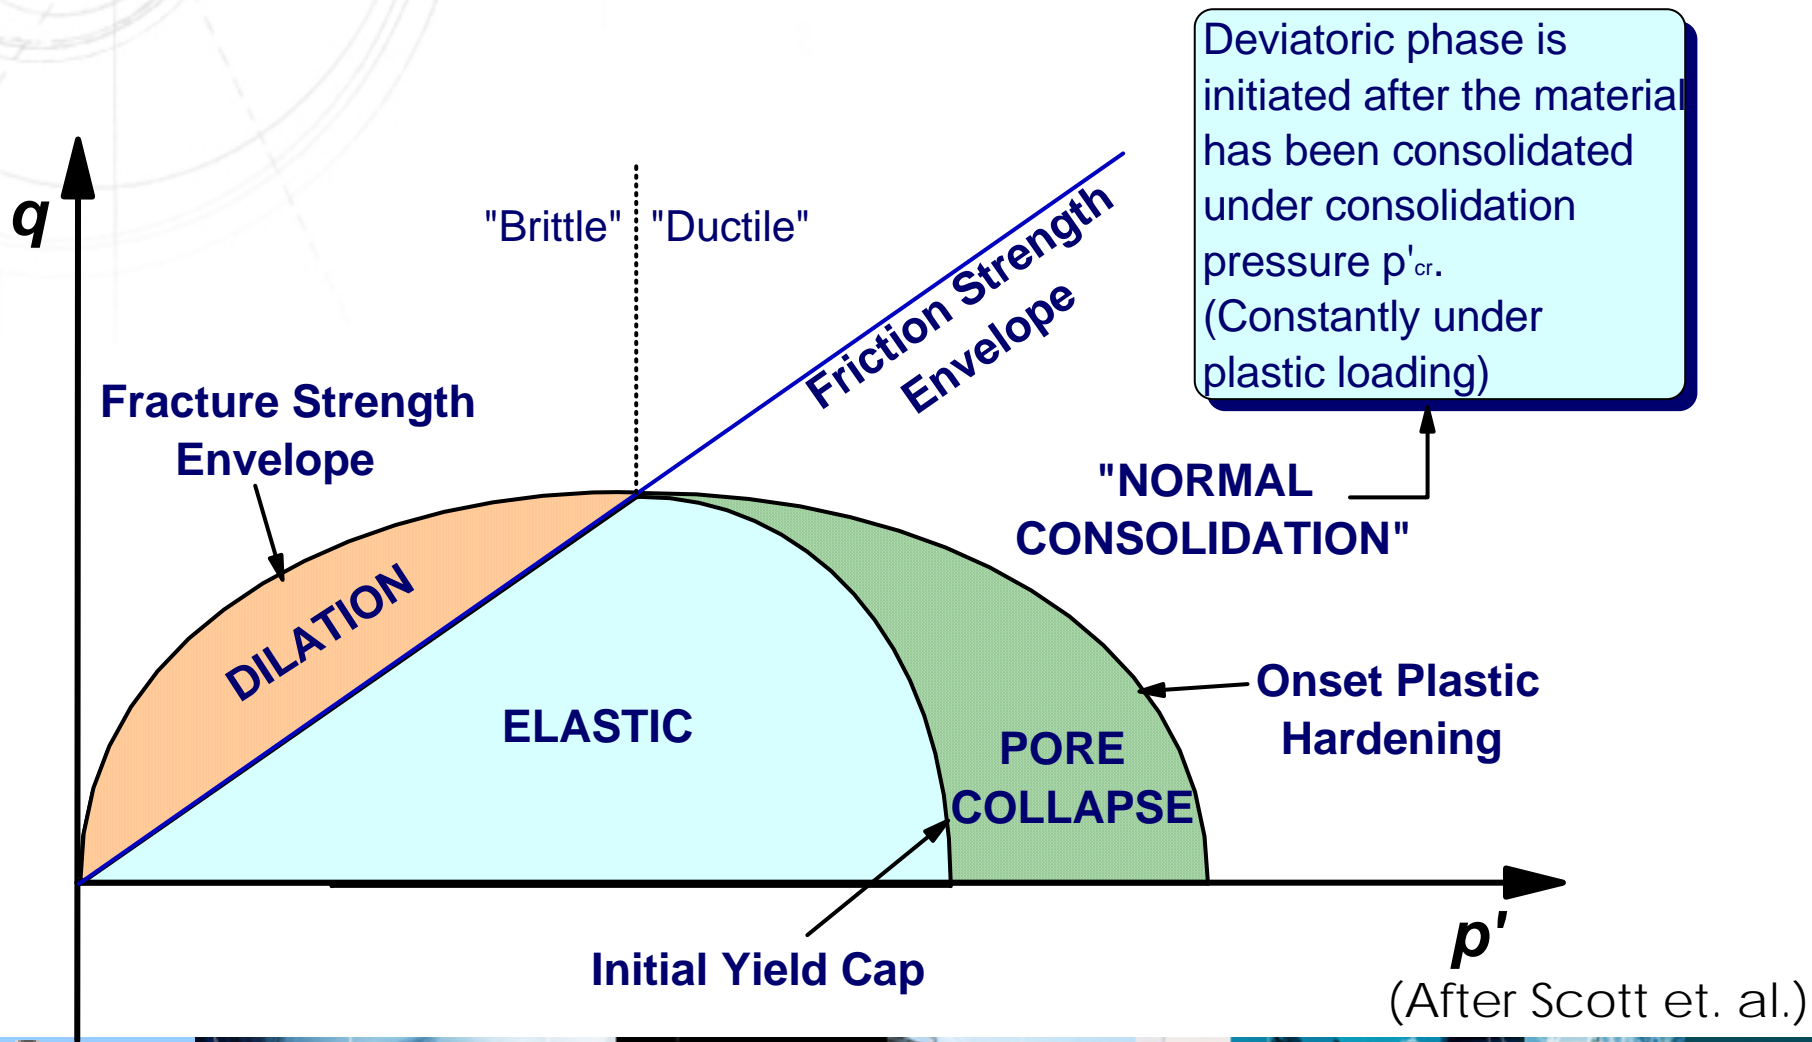 Deviatoric phase is
initiated after the material
has been consolidated
under consolidation
pressure p'cr.
(Constantly under
plastic loading)
q
"Brittle" "Ductile"
Friction Strength
Envelope
Fracture Strength
Envelope
"NORMAL
CONSOLIDATION"
DILATION
ELASTIC
PORE
COLLAPSE
Onset Plastic
Hardening
Initial Yield Cap
p'
(After Scott et. al.)